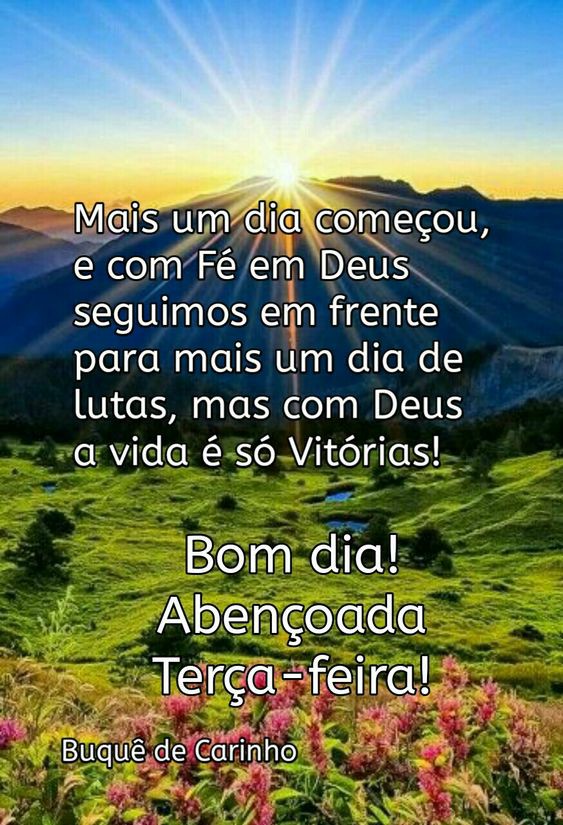 Mais um dia começou,
e com Fé em Deus
seguimos em frente
para mais um dia de
lutas, mas com Deus
a vida é só Vitórias!
Bom dia!
Abençoada
Terça-feira!
Buquê de Carinho